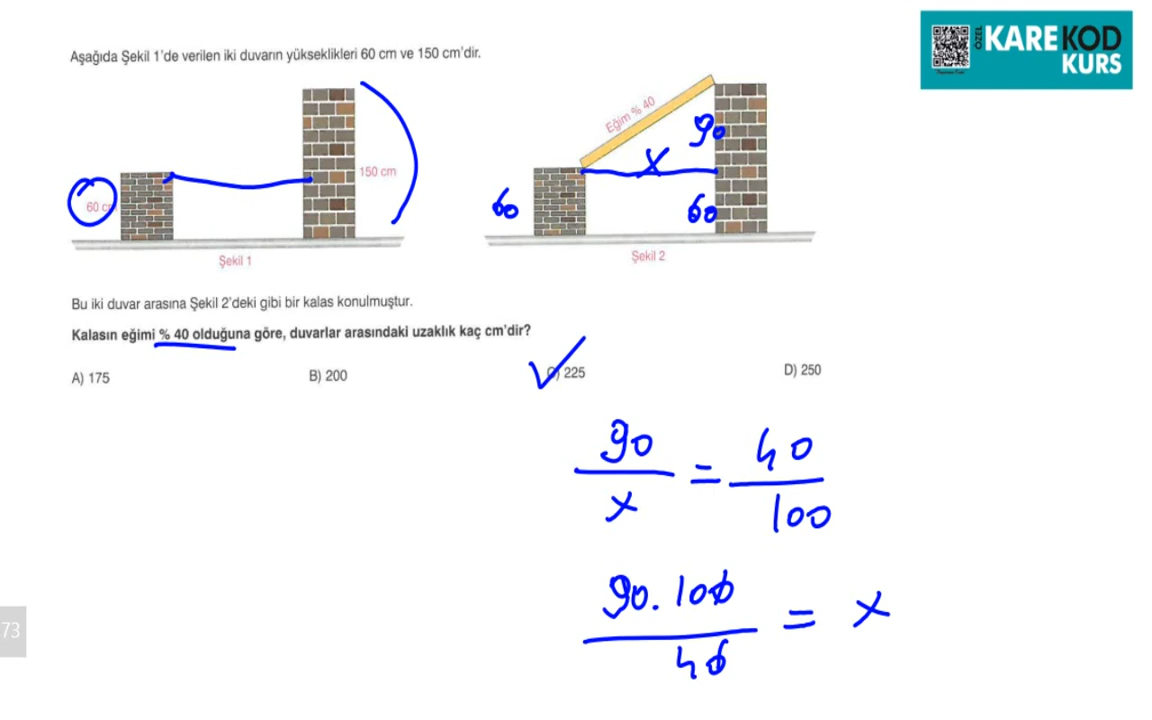 ÖZEL
KAREKOD
KURS
Aşağıda Şekil 1'de verilen iki duvarın yükseklikleri 60 cm ve 150 cm'dir.
60 cm
150 cm
Şekil 1
Eğim % 40
90
x
60
60
Şekil 2
Bu iki duvar arasına Şekil 2'deki gibi bir kalas konulmuştur.
Kalasın eğimi % 40 olduğuna göre, duvarlar arasındaki uzaklık kaç cm'dir?
A) 175
B) 200
C) 225
D) 250
90 / x = 40 / 100
90.100 / 40 = x
73